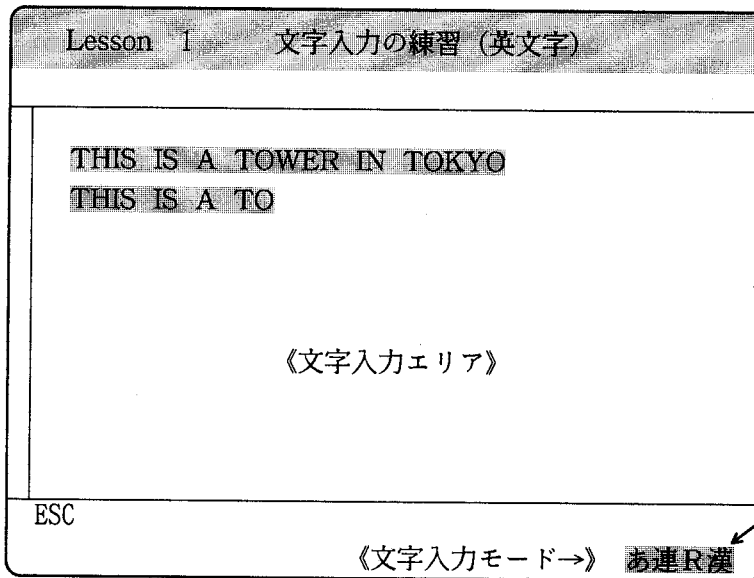 Lesson 1 文字入力の練習（英文字）
THIS IS A TOWER IN TOKYO
THIS IS A TO
《文字入力エリア》
ESC
《文字入力モード→》 あ連R漢